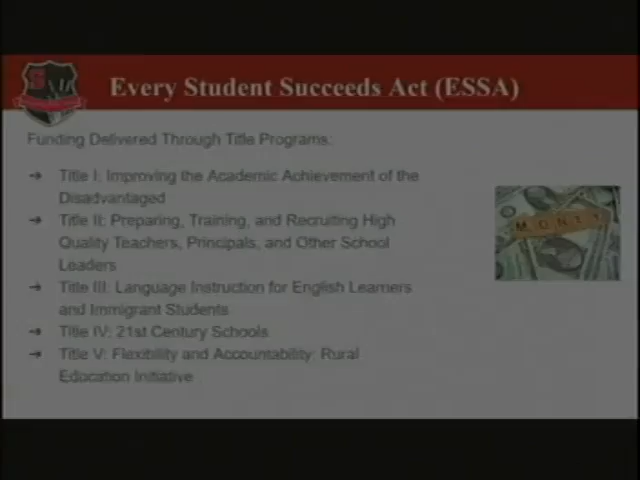 Every Student Succeeds Act (ESSA)
Funding Delivered Through Title Programs:
➔ Title I: Improving the Academic Achievement of the
Disadvantaged
➔ Title II: Preparing, Training, and Recruiting High
Quality Teachers, Principals, and Other School
Leaders
➔ Title III: Language Instruction for English Learners
and Immigrant Students
➔ Title IV: 21st Century Schools
➔ Title V: Flexibility and Accountability: Rural
Education Initiative
MONEY